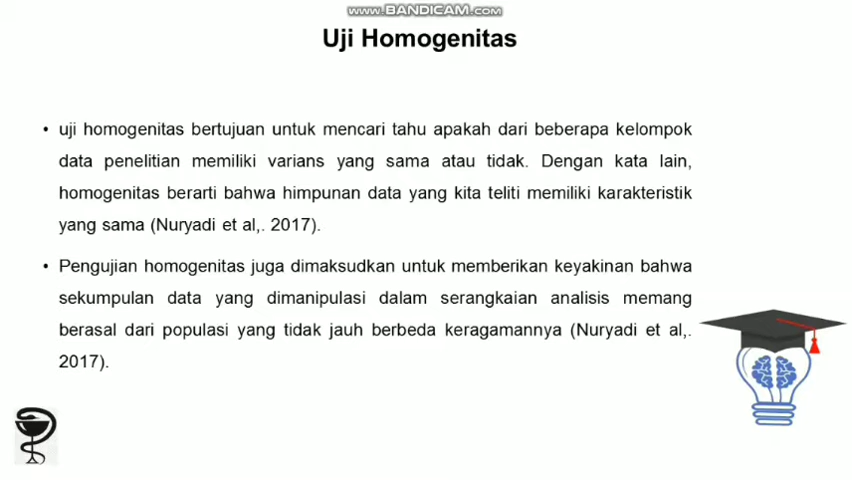 www.BANDICAM.com
Uji Homogenitas
• uji homogenitas bertujuan untuk mencari tahu apakah dari beberapa kelompok
data penelitian memiliki varians yang sama atau tidak. Dengan kata lain,
homogenitas berarti bahwa himpunan data yang kita teliti memiliki karakteristik
yang sama (Nuryadi et al,. 2017).
• Pengujian homogenitas juga dimaksudkan untuk memberikan keyakinan bahwa
sekumpulan data yang dimanipulasi dalam serangkaian analisis memang
berasal dari populasi yang tidak jauh berbeda keragamannya (Nuryadi et al,.
2017).